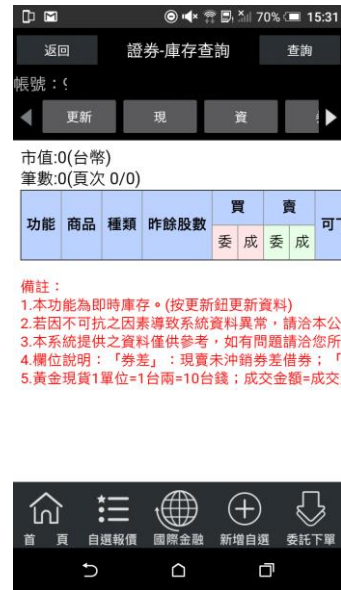 70% 15:31
返回 證券-庫存查詢 查詢
帳號：9
更新 現 資
市值:0(台幣)
筆數:0(頁次 0/0)
功能 商品 種類 昨餘股數 買 賣 可下
委 成 委 成
備註：
1.本功能為即時庫存。(按更新鈕更新資料)
2.若因不可抗之因素導致系統資料異常，請洽本公
3.本系統提供之資料僅供參考，如有問題請洽您所
4.欄位說明：「券差」：現賣未沖銷券差借券；「
5.黃金現貨1單位=1台兩=10台錢；成交金額=成交
首 頁 自選報價 國際金融 新增自選 委託下單